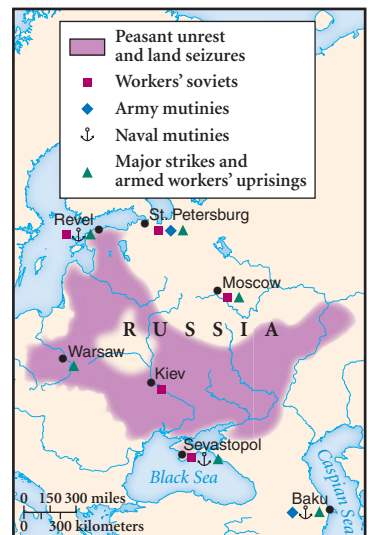 Peasant unrest
and land seizures
Workers' soviets
Army mutinies
Naval mutinies
Major strikes and
armed workers' uprisings
Revel
St. Petersburg
Moscow
RUSSIA
Warsaw
Kiev
Sevastopol
Black Sea
Caspian Sea
Baku
0 150 300 miles
0 300 kilometers